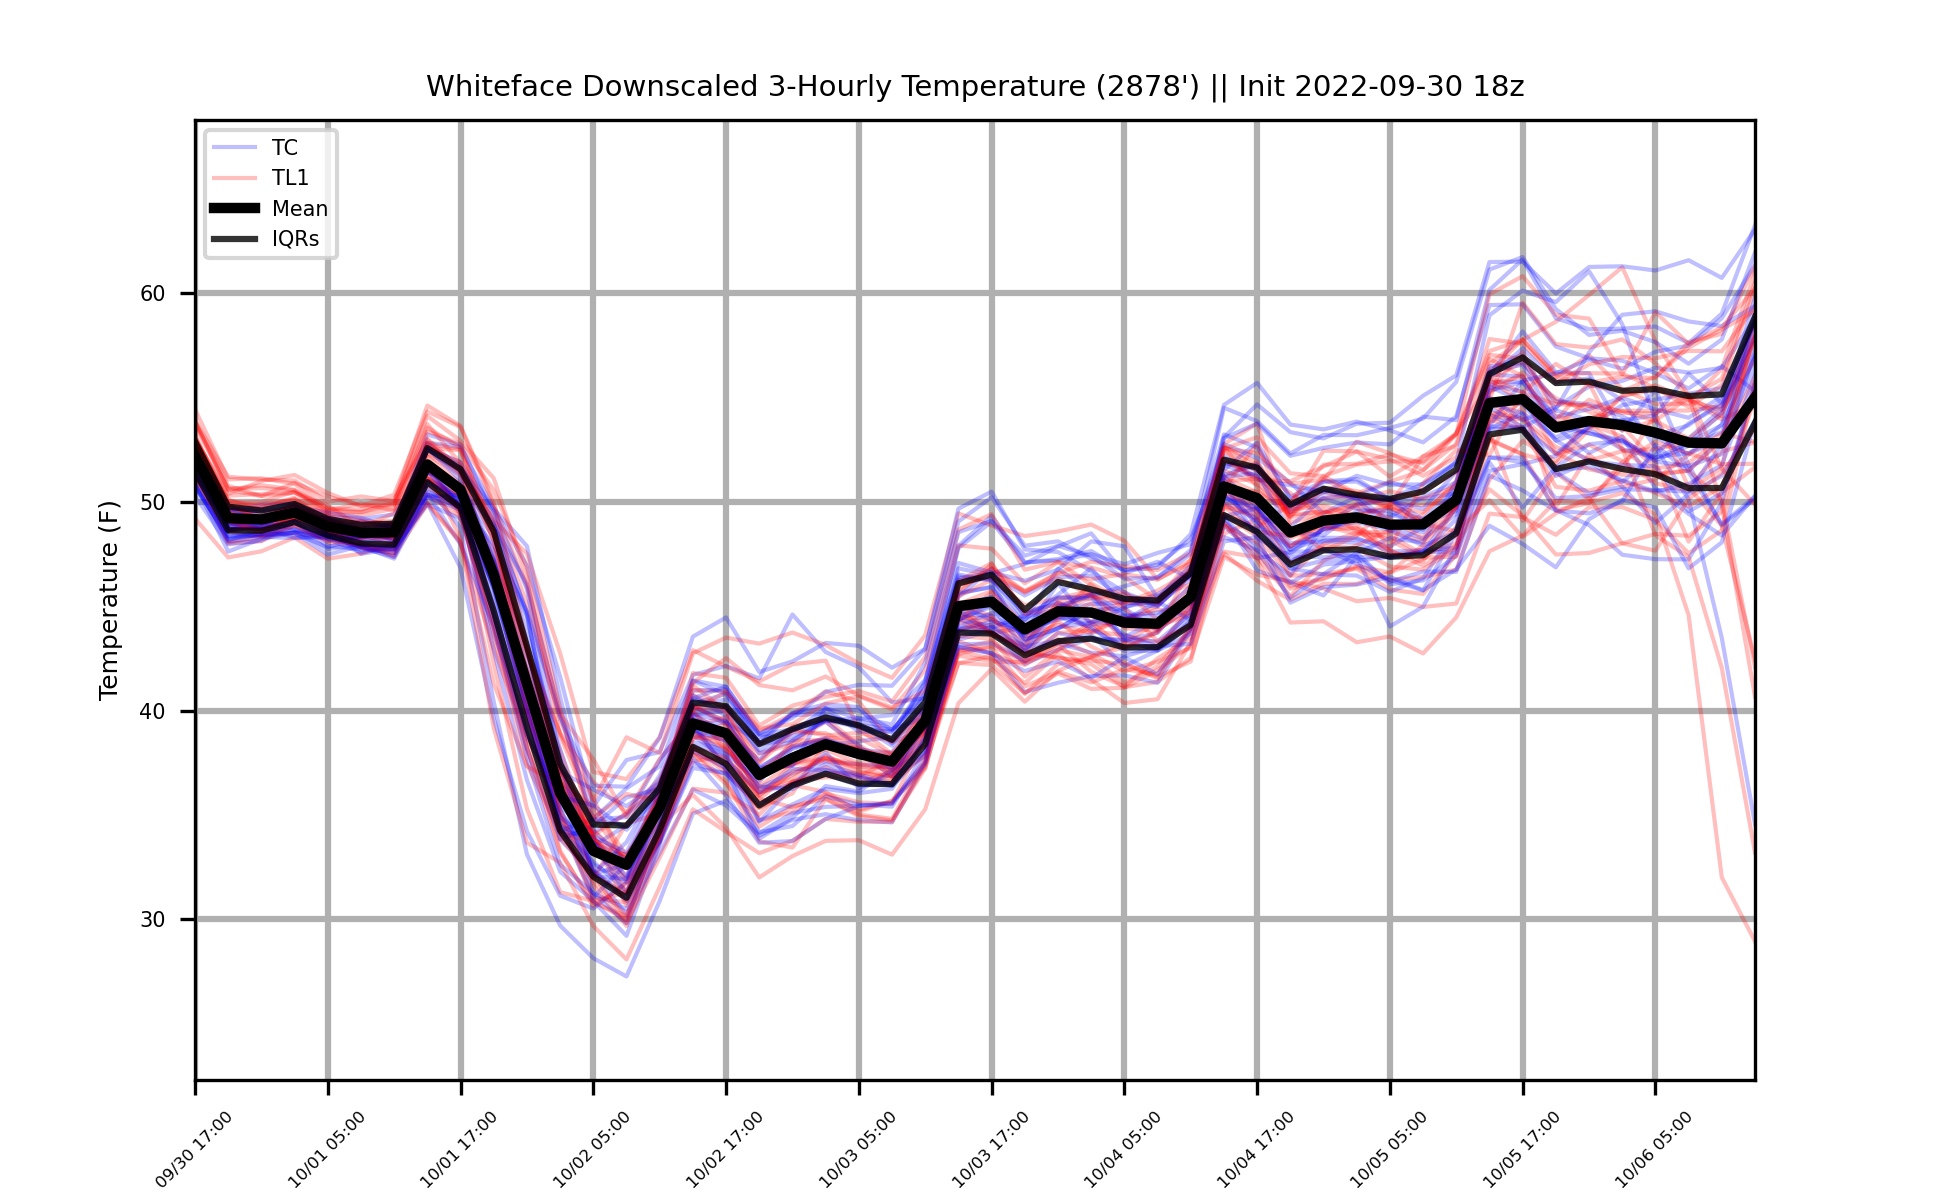 Whiteface Downscaled 3-Hourly Temperature (2878') || Init 2022-09-30 18z
TC
TL1
Mean
IQRs
Temperature (F)
60
50
40
30
09/30 17:00
10/01 05:00
10/01 17:00
10/02 05:00
10/02 17:00
10/03 05:00
10/03 17:00
10/04 05:00
10/04 17:00
10/05 05:00
10/05 17:00
10/06 05:00